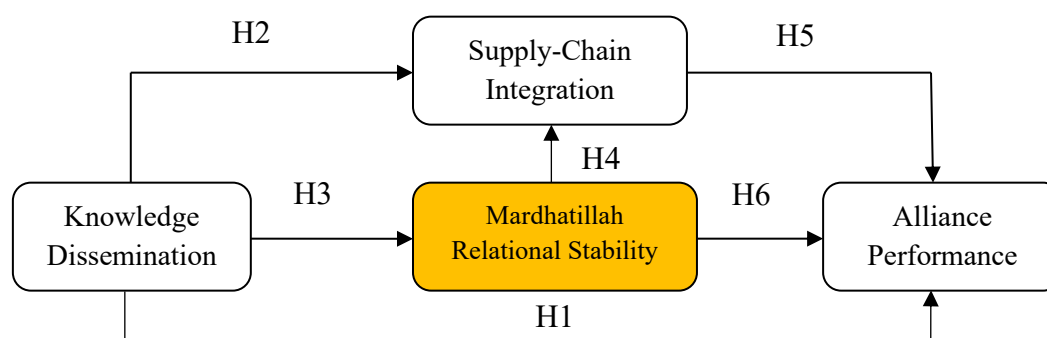 H2
Supply-Chain
Integration
H5
H4
Knowledge
Dissemination
H3
Mardhatillah
Relational Stability
H6
Alliance
Performance
H1